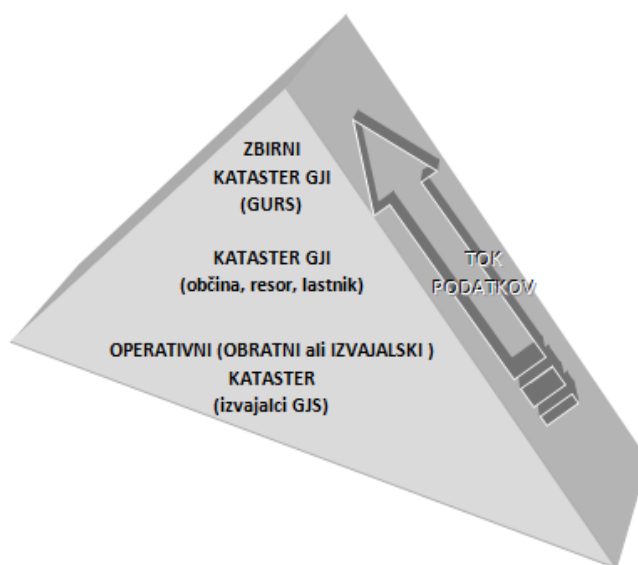 ZBIRNI
KATASTER GJI
(GURS)
KATASTER GJI
(občina, resor, lastnik)
OPERATIVNI (OBRATNI ali IZVAJALSKI )
KATASTER
(izvajalci GJS)
TOK
PODATKOV